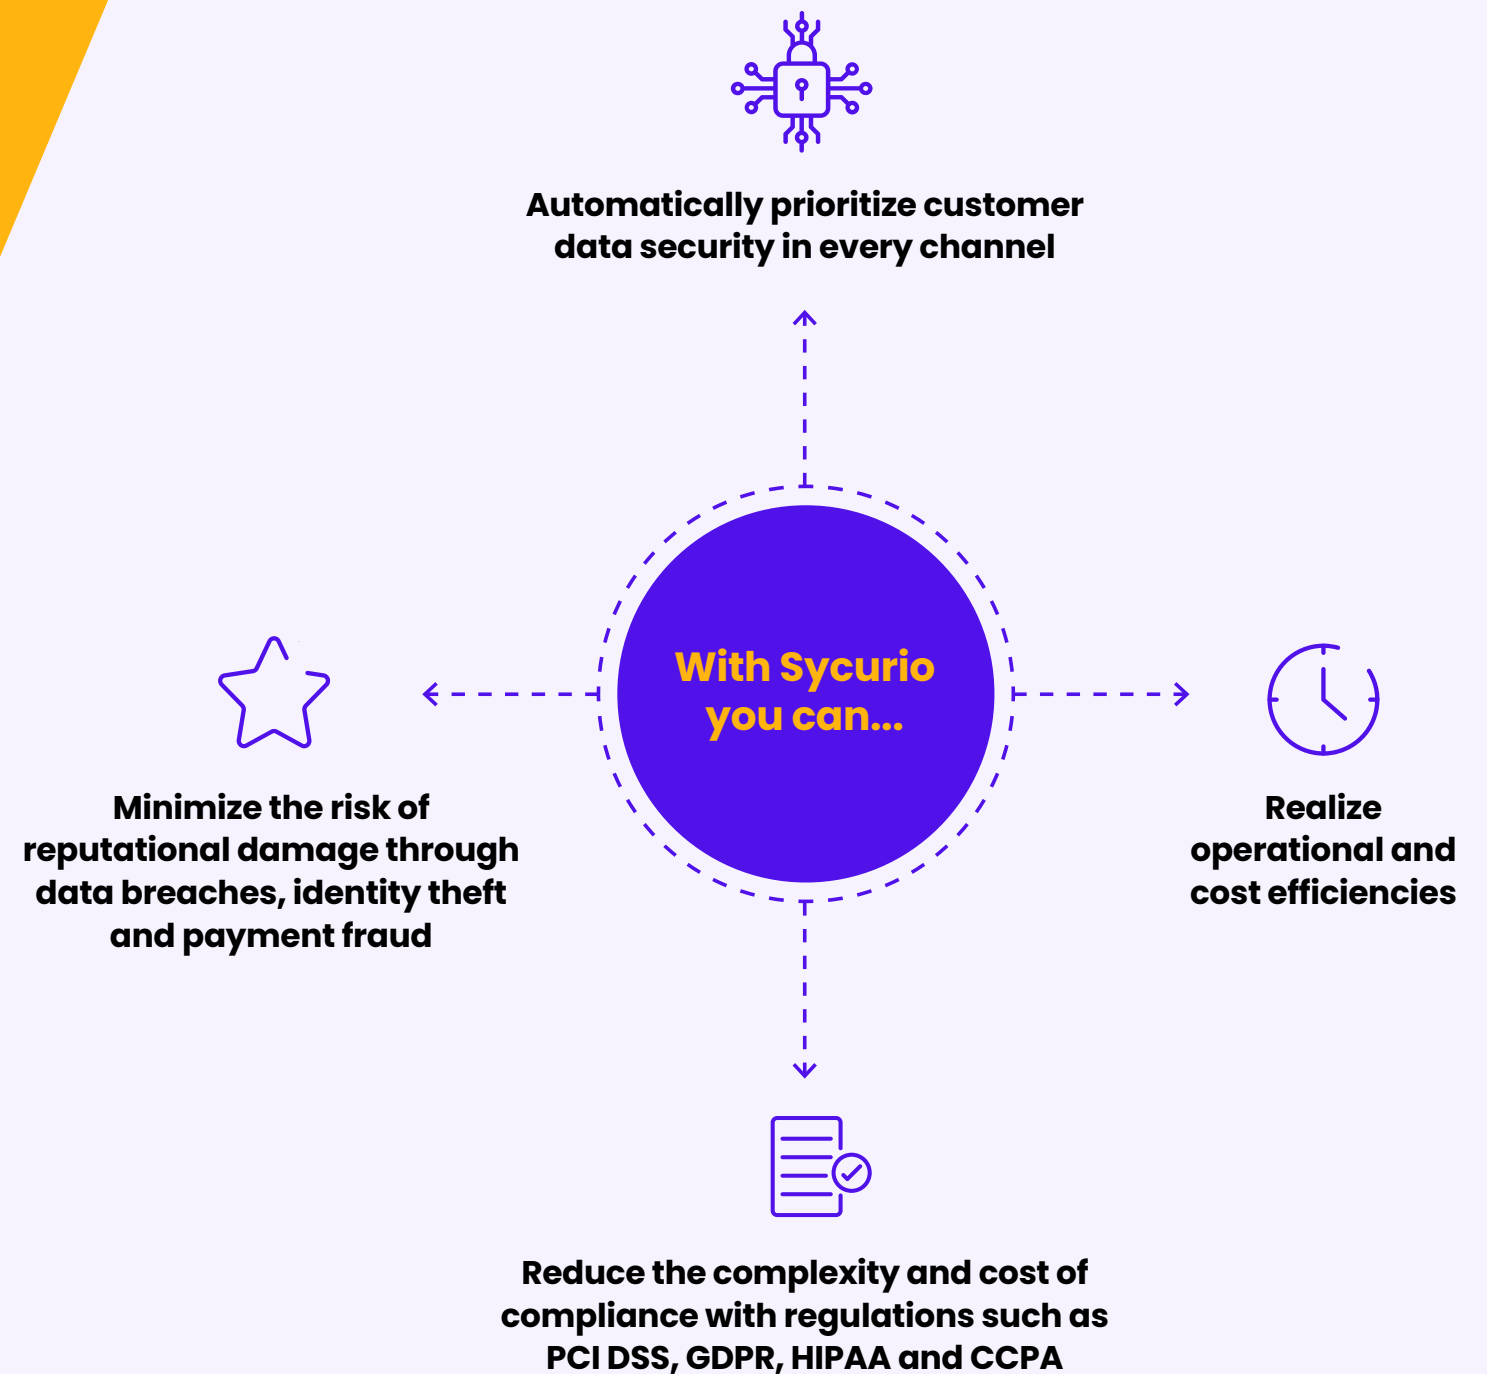 Automatically prioritize customer
data security in every channel
With Sycurio
you can...
Minimize the risk of
reputational damage through
data breaches, identity theft
and payment fraud
Realize
operational and
cost efficiencies
Reduce the complexity and cost of
compliance with regulations such as
PCI DSS, GDPR, HIPAA and CCPA